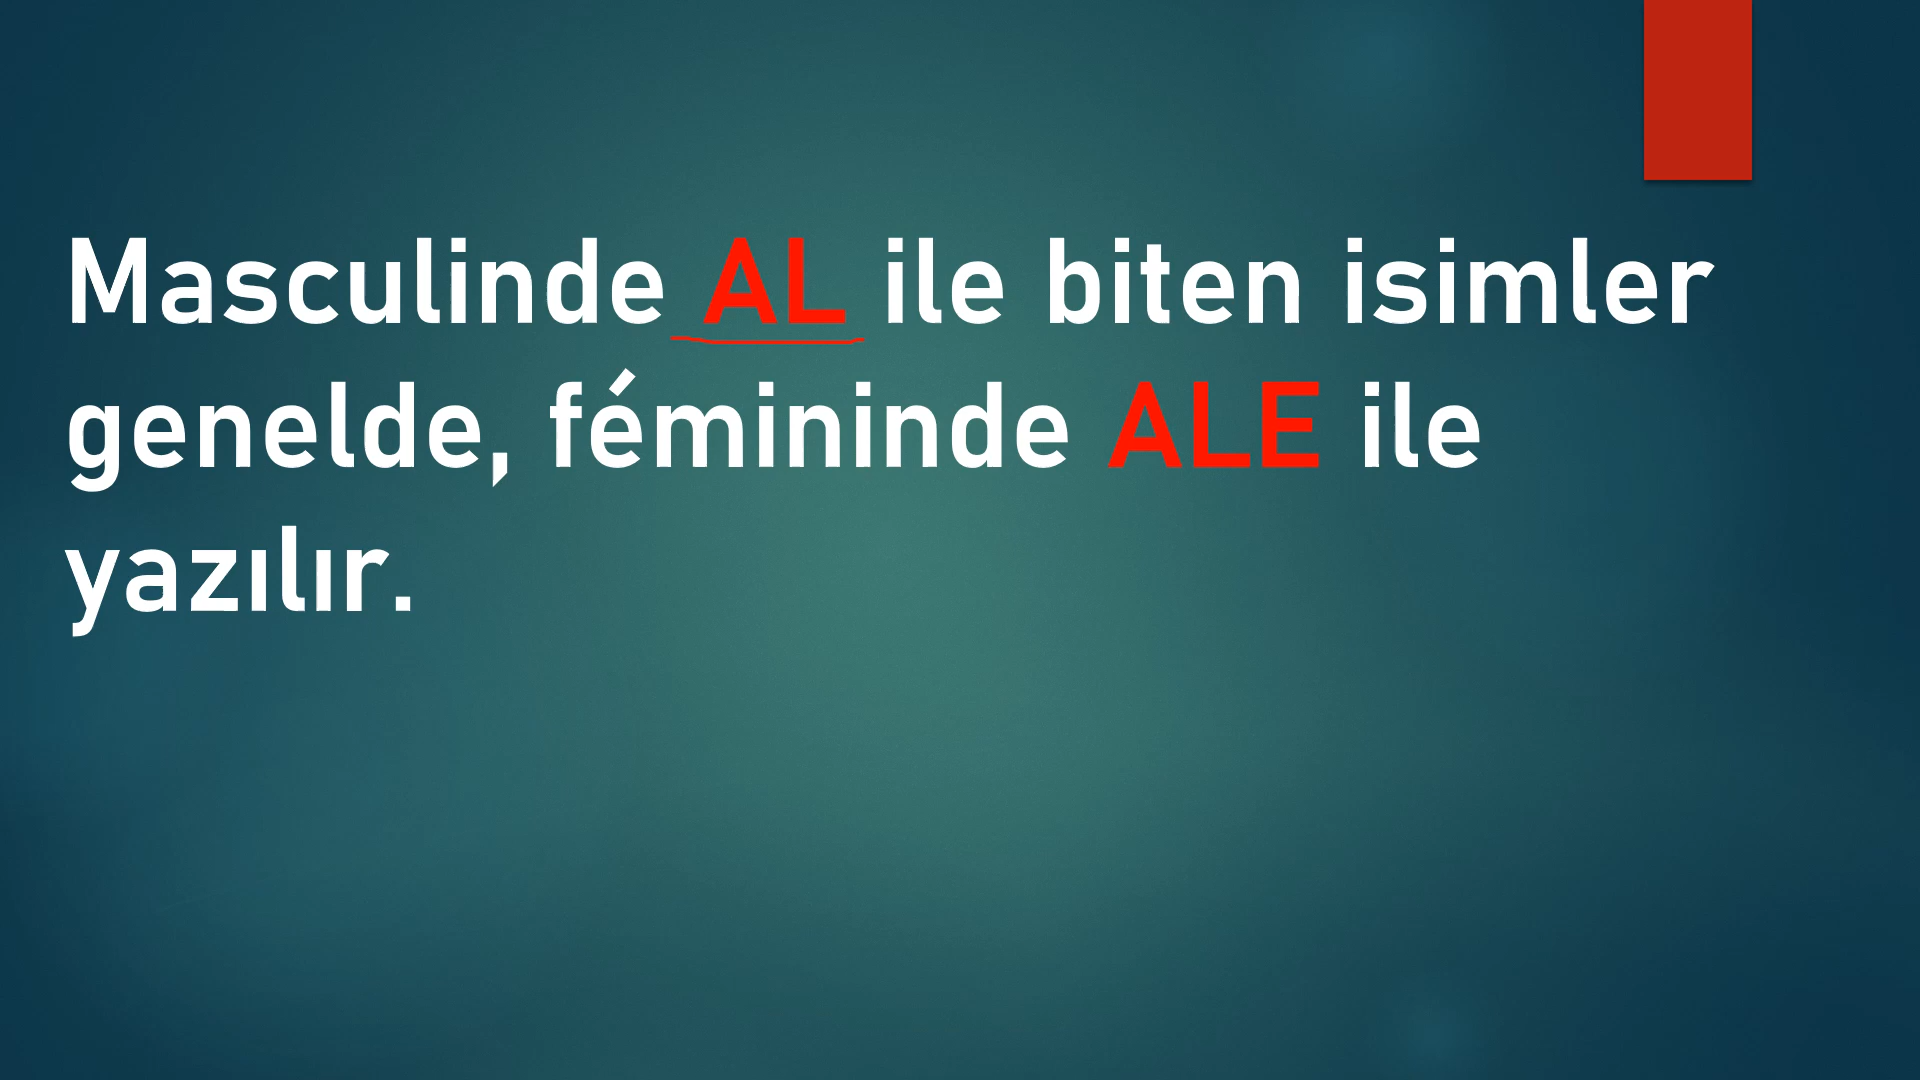 Masculinde AL ile biten isimler
genelde, fémininde ALE ile
yazılır.